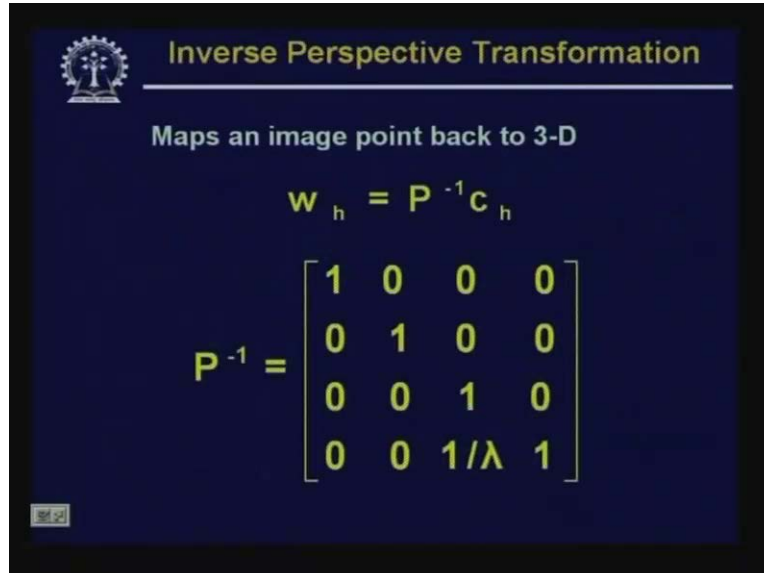 Inverse Perspective Transformation
Maps an image point back to 3-D
w h = P -1 c h
P -1 =
1 0 0 0
0 1 0 0
0 0 1 0
0 0 1/λ 1